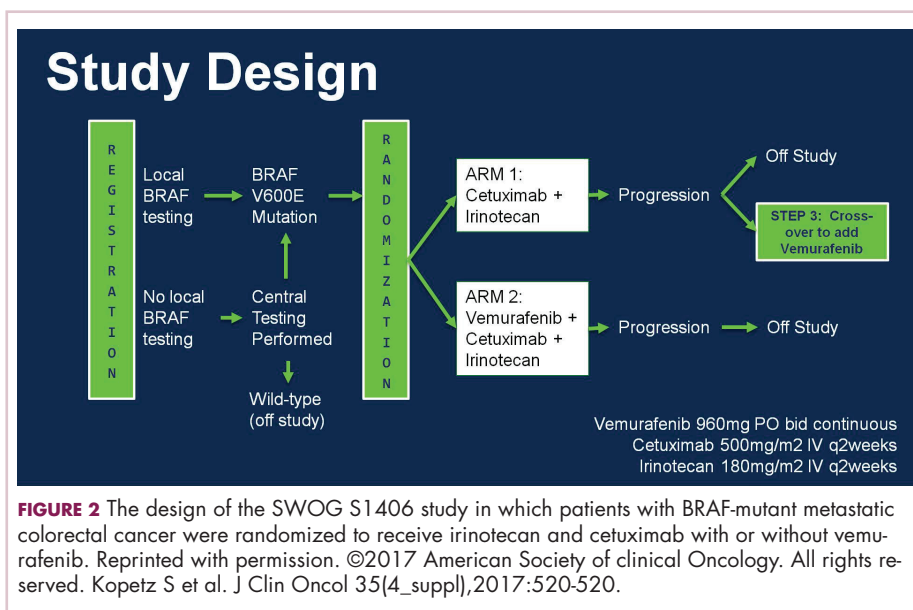 Study Design
REGISTRATION
Local
BRAF
testing
BRAF
V600E
Mutation
No local
BRAF
testing
Central
Testing
Performed
Wild-type
(off study)
RANDOMIZATION
ARM 1:
Cetuximab +
Irinotecan
Progression
Off Study
STEP 3: Cross-
over to add
Vemurafenib
ARM 2:
Vemurafenib +
Cetuximab +
Irinotecan
Progression
Off Study
Vemurafenib 960mg PO bid continuous
Cetuximab 500mg/m2 IV q2weeks
Irinotecan 180mg/m2 IV q2weeks
FIGURE 2 The design of the SWOG S1406 study in which patients with BRAF-mutant metastatic
colorectal cancer were randomized to receive irinotecan and cetuximab with or without vemu-
rafenib. Reprinted with permission. ©2017 American Society of clinical Oncology. All rights re-
served. Kopetz S et al. J Clin Oncol 35(4_suppl),2017:520-520.